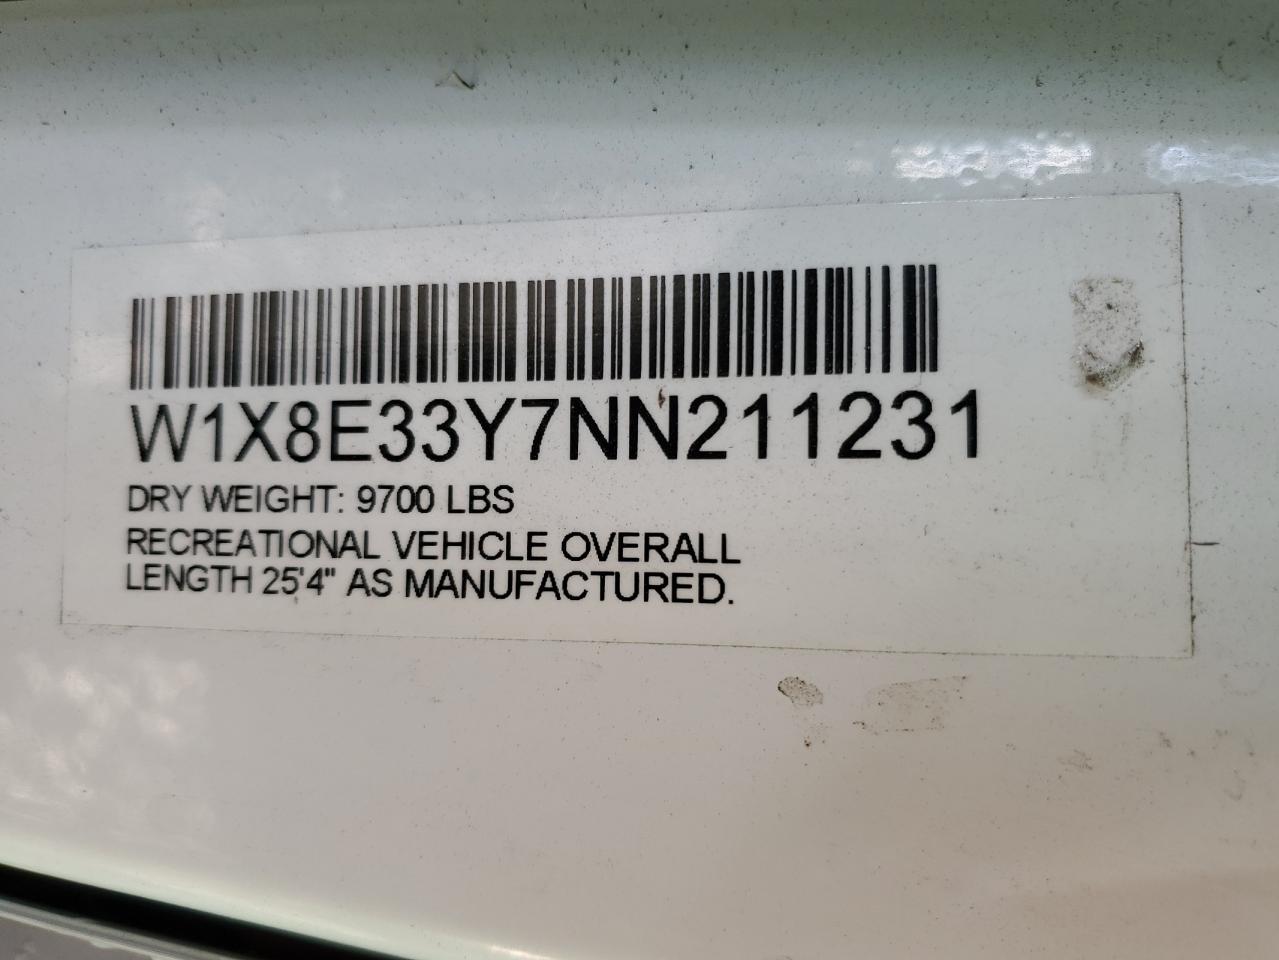 W1X8E33Y7NN211231
DRY WEIGHT: 9700 LBS
RECREATIONAL VEHICLE OVERALL
LENGTH 25'4" AS MANUFACTURED.